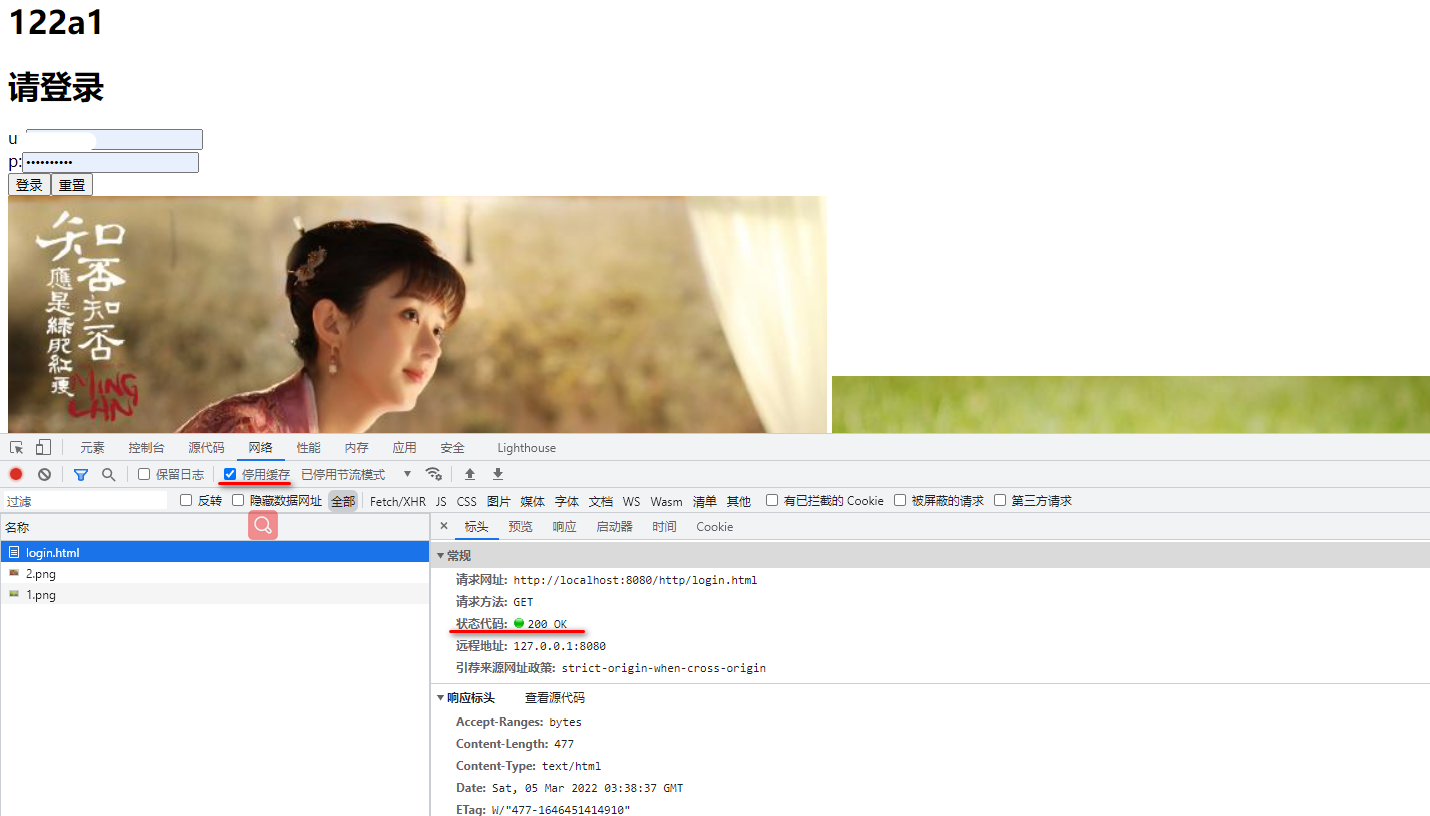 122a1
请登录
u
p:••••••••••
登录 重置
知否知否
應是綠肥紅瘦
MING LAN
元素 控制台 源代码 网络 性能 内存 应用 安全 Lighthouse
保留日志 停用缓存 已停用节流模式
过滤 反转 隐藏数据网址 全部 Fetch/XHR JS CSS 图片 媒体 字体 文档 WS Wasm 清单 其他 有已拦截的 Cookie 被屏蔽的请求 第三方请求
名称
login.html
2.png
1.png
× 标头 预览 响应 启动器 时间 Cookie
常规
请求网址: http://localhost:8080/http/login.html
请求方法: GET
状态代码: 200 OK
远程地址: 127.0.0.1:8080
引荐来源网址政策: strict-origin-when-cross-origin
响应标头 查看源代码
Accept-Ranges: bytes
Content-Length: 477
Content-Type: text/html
Date: Sat, 05 Mar 2022 03:38:37 GMT
ETag: W/"477-1646451414910"